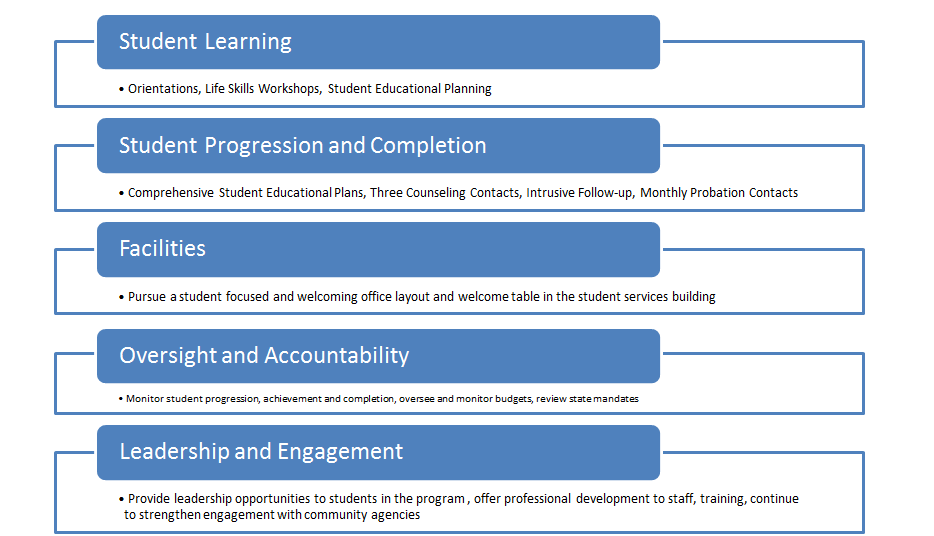 Student Learning
• Orientations, Life Skills Workshops, Student Educational Planning
Student Progression and Completion
• Comprehensive Student Educational Plans, Three Counseling Contacts, Intrusive Follow-up, Monthly Probation Contacts
Facilities
• Pursue a student focused and welcoming office layout and welcome table in the student services building
Oversight and Accountability
• Monitor student progression, achievement and completion, oversee and monitor budgets, review state mandates
Leadership and Engagement
• Provide leadership opportunities to students in the program , offer professional development to staff, training, continue
to strengthen engagement with community agencies